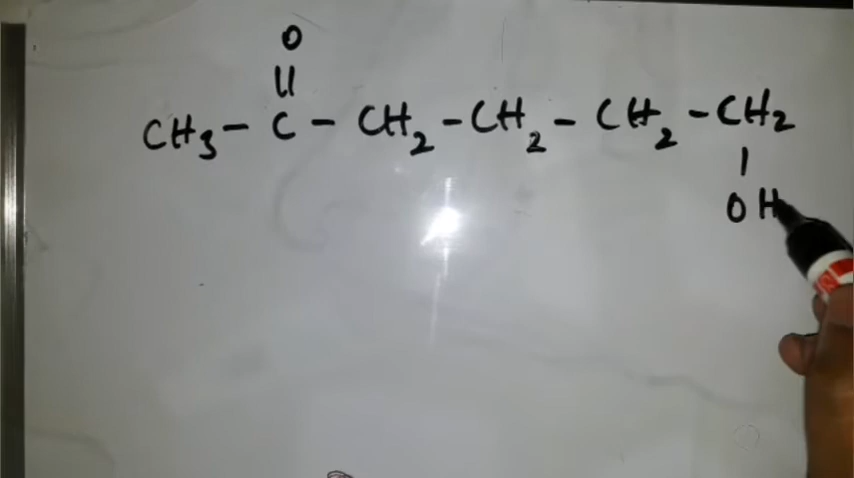 O
||
CH₃ – C – CH₂ – CH₂ – CH₂ – CH₂
|
OH